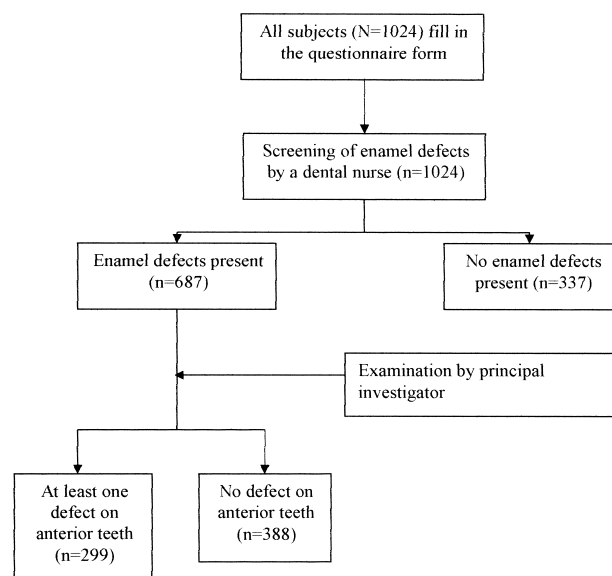 All subjects (N=1024) fill in
the questionnaire form
Screening of enamel defects
by a dental nurse (n=1024)
Enamel defects present
(n=687)
No enamel defects
present (n=337)
Examination by principal
investigator
At least one
defect on
anterior teeth
(n=299)
No defect on
anterior teeth
(n=388)